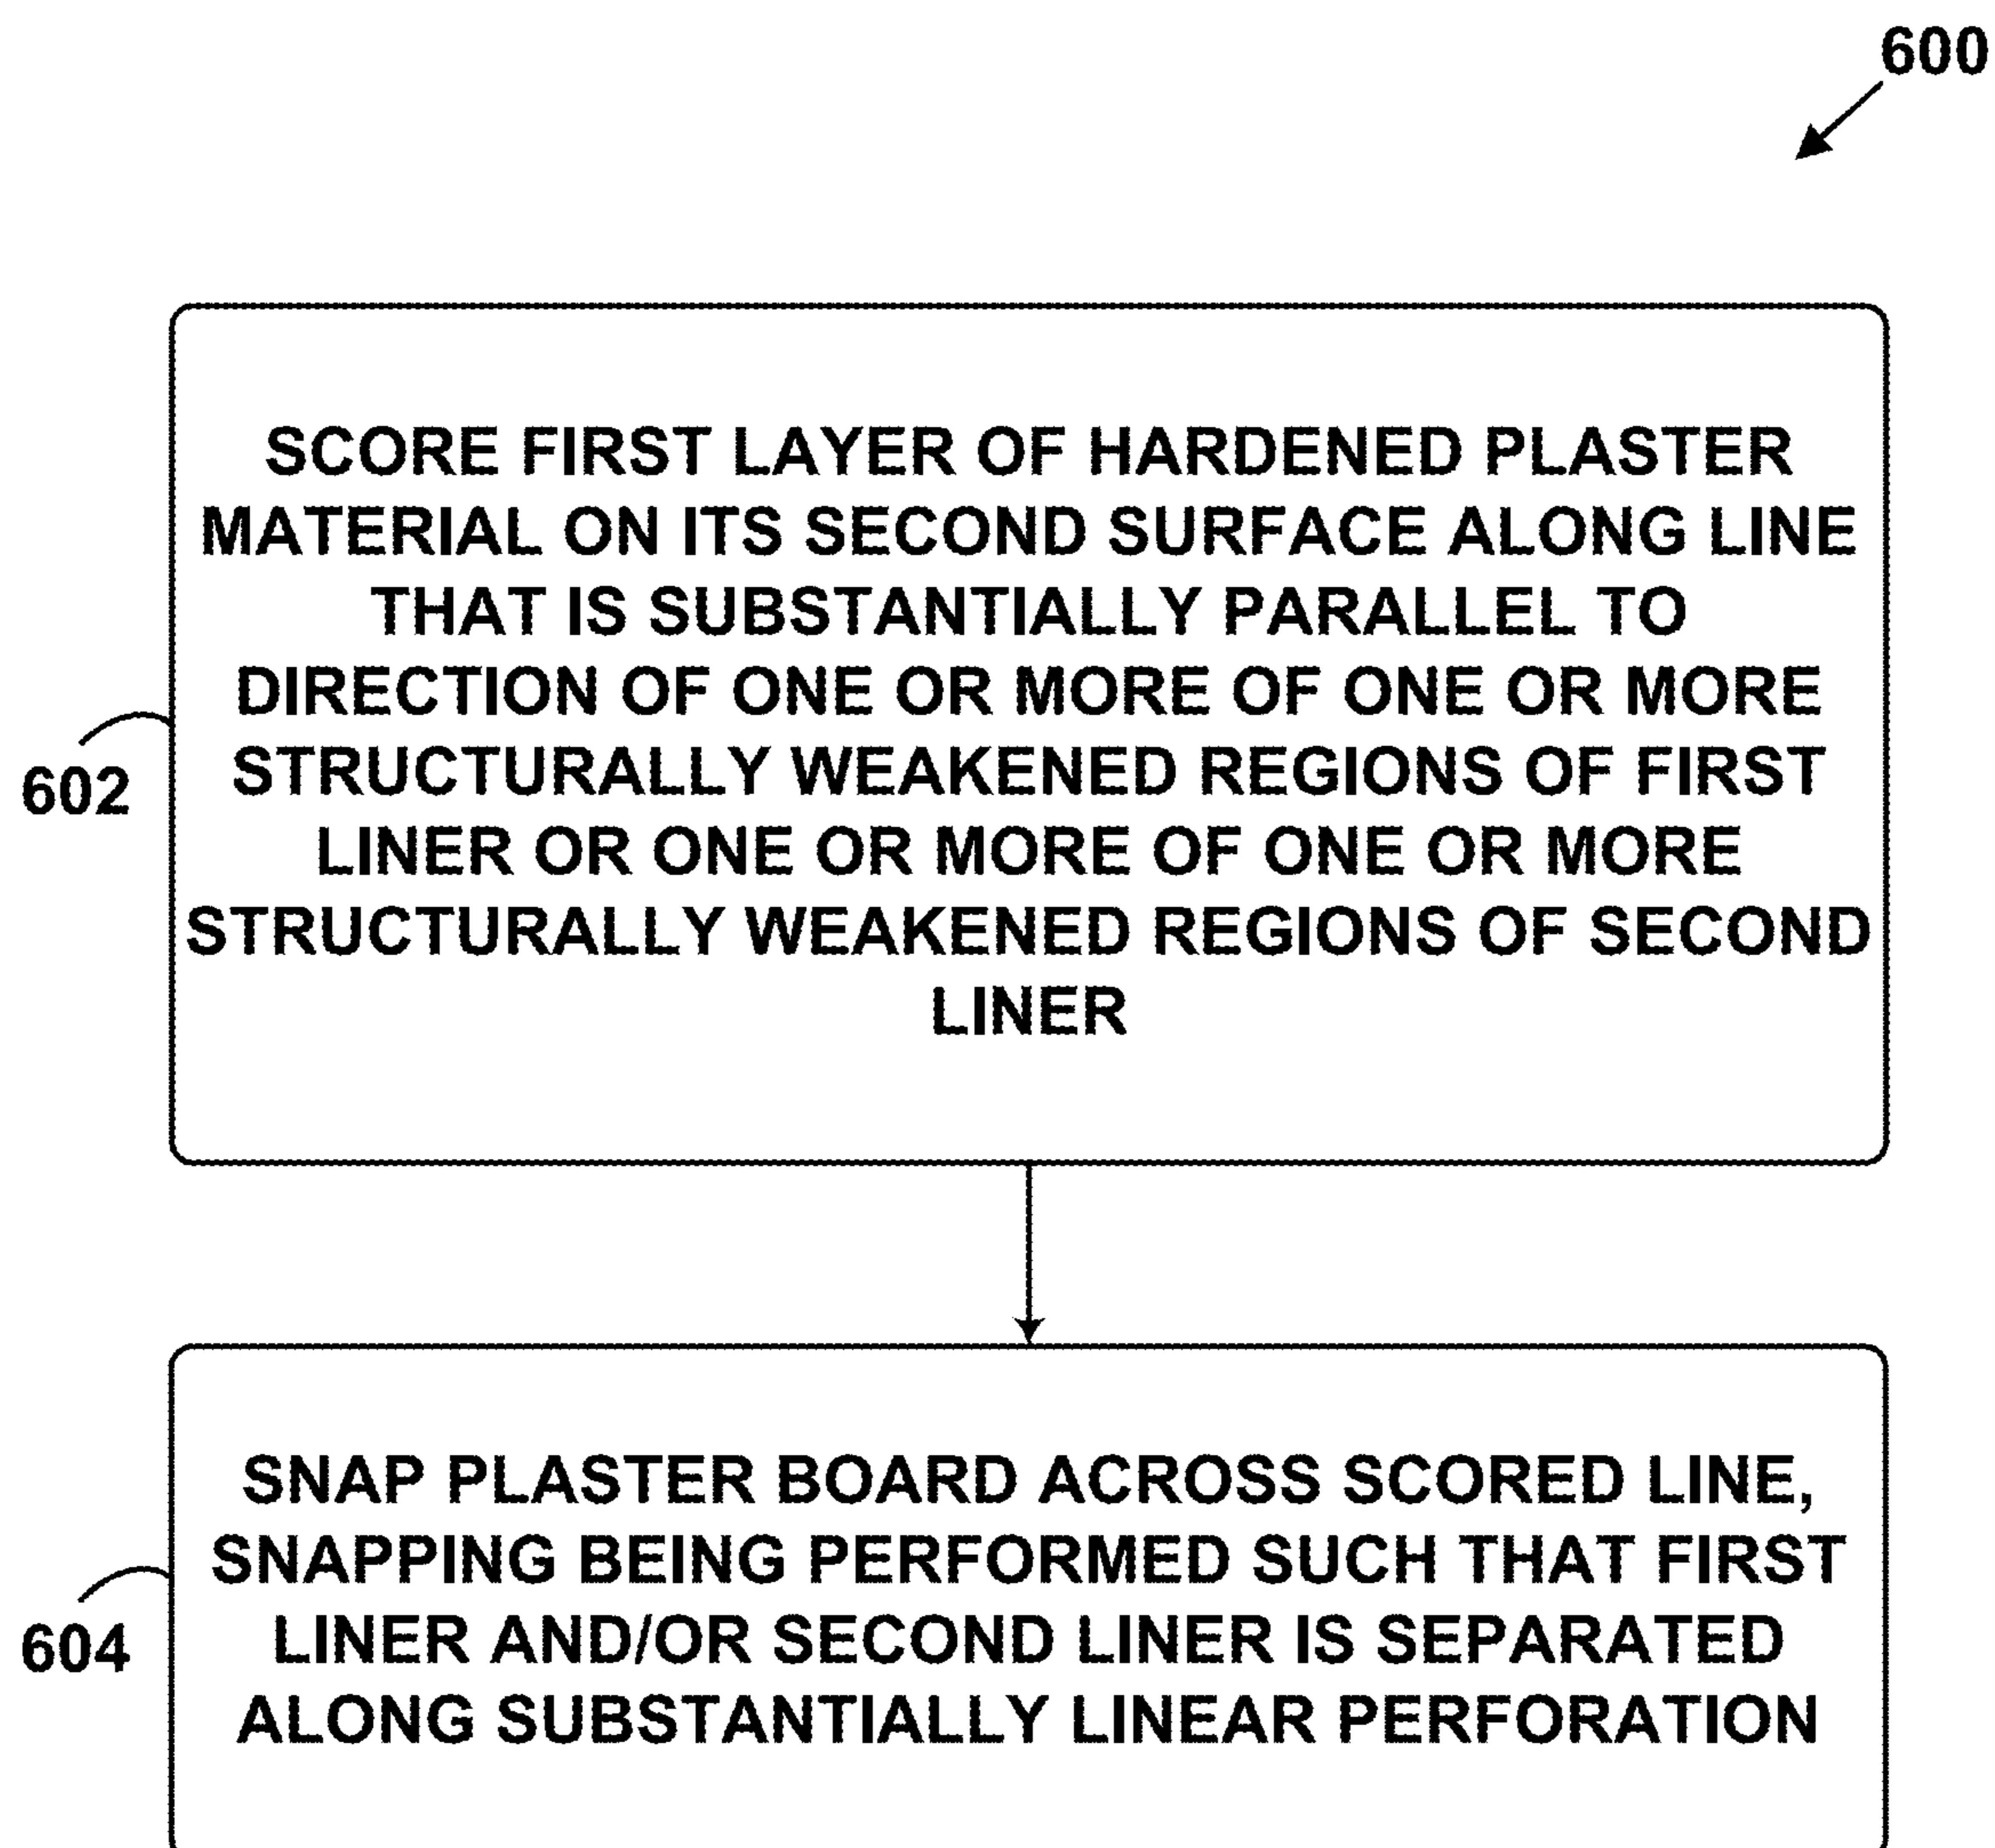 600
SCORE FIRST LAYER OF HARDENED PLASTER
MATERIAL ON ITS SECOND SURFACE ALONG LINE
THAT IS SUBSTANTIALLY PARALLEL TO
DIRECTION OF ONE OR MORE OF ONE OR MORE
STRUCTURALLY WEAKENED REGIONS OF FIRST
LINER OR ONE OR MORE OF ONE OR MORE
STRUCTURALLY WEAKENED REGIONS OF SECOND
LINER
602
SNAP PLASTER BOARD ACROSS SCORED LINE,
SNAPPING BEING PERFORMED SUCH THAT FIRST
LINER AND/OR SECOND LINER IS SEPARATED
ALONG SUBSTANTIALLY LINEAR PERFORATION
604